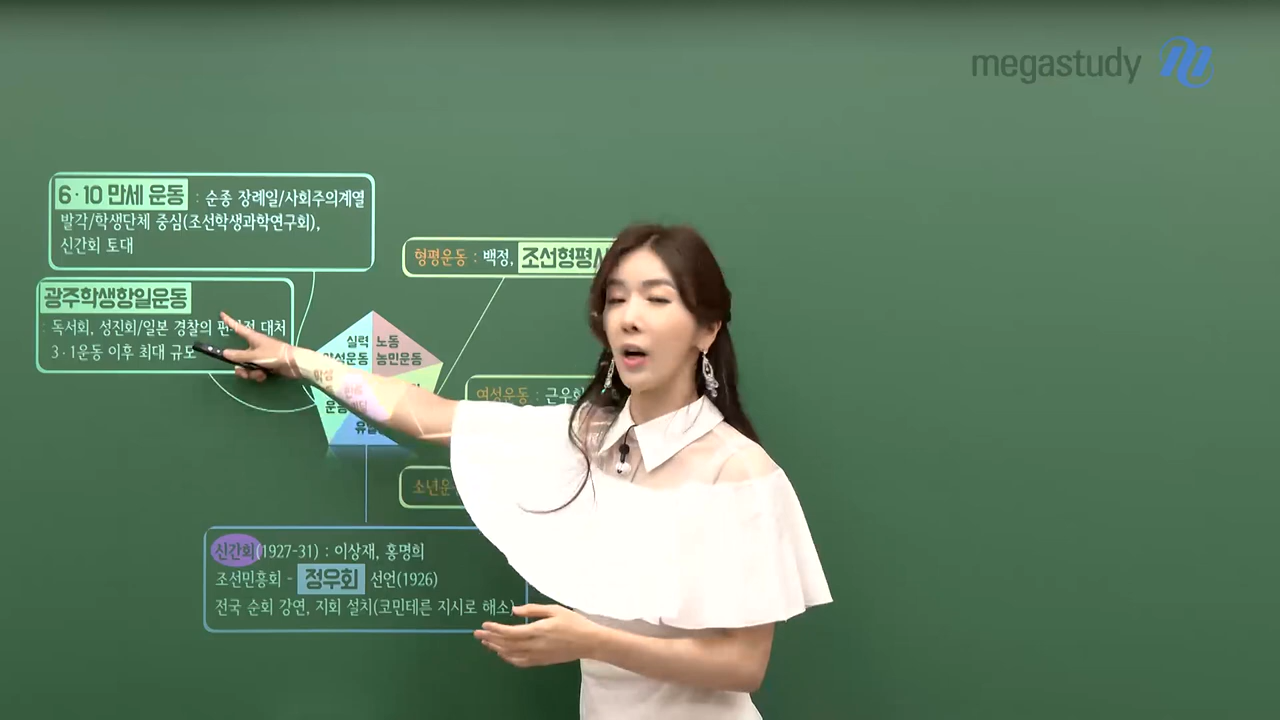 megastudy
6·10 만세 운동 : 순종 장례일/사회주의계열
발각/학생단체 중심(조선학생과학연구회),
신간회 토대
광주학생항일운동
: 독서회, 성진회/일본 경찰의 대처
3·1운동 이후 최대 규모
형평운동 : 백정, 조선형평사
실력 노동
농민운동
여성운동 : 근우회
신간회(1927-31) : 이상재, 홍명희
조선민흥회 - 정우회 선언(1926)
전국 순회 강연, 지회 설치(코민테른 지시로 해소)